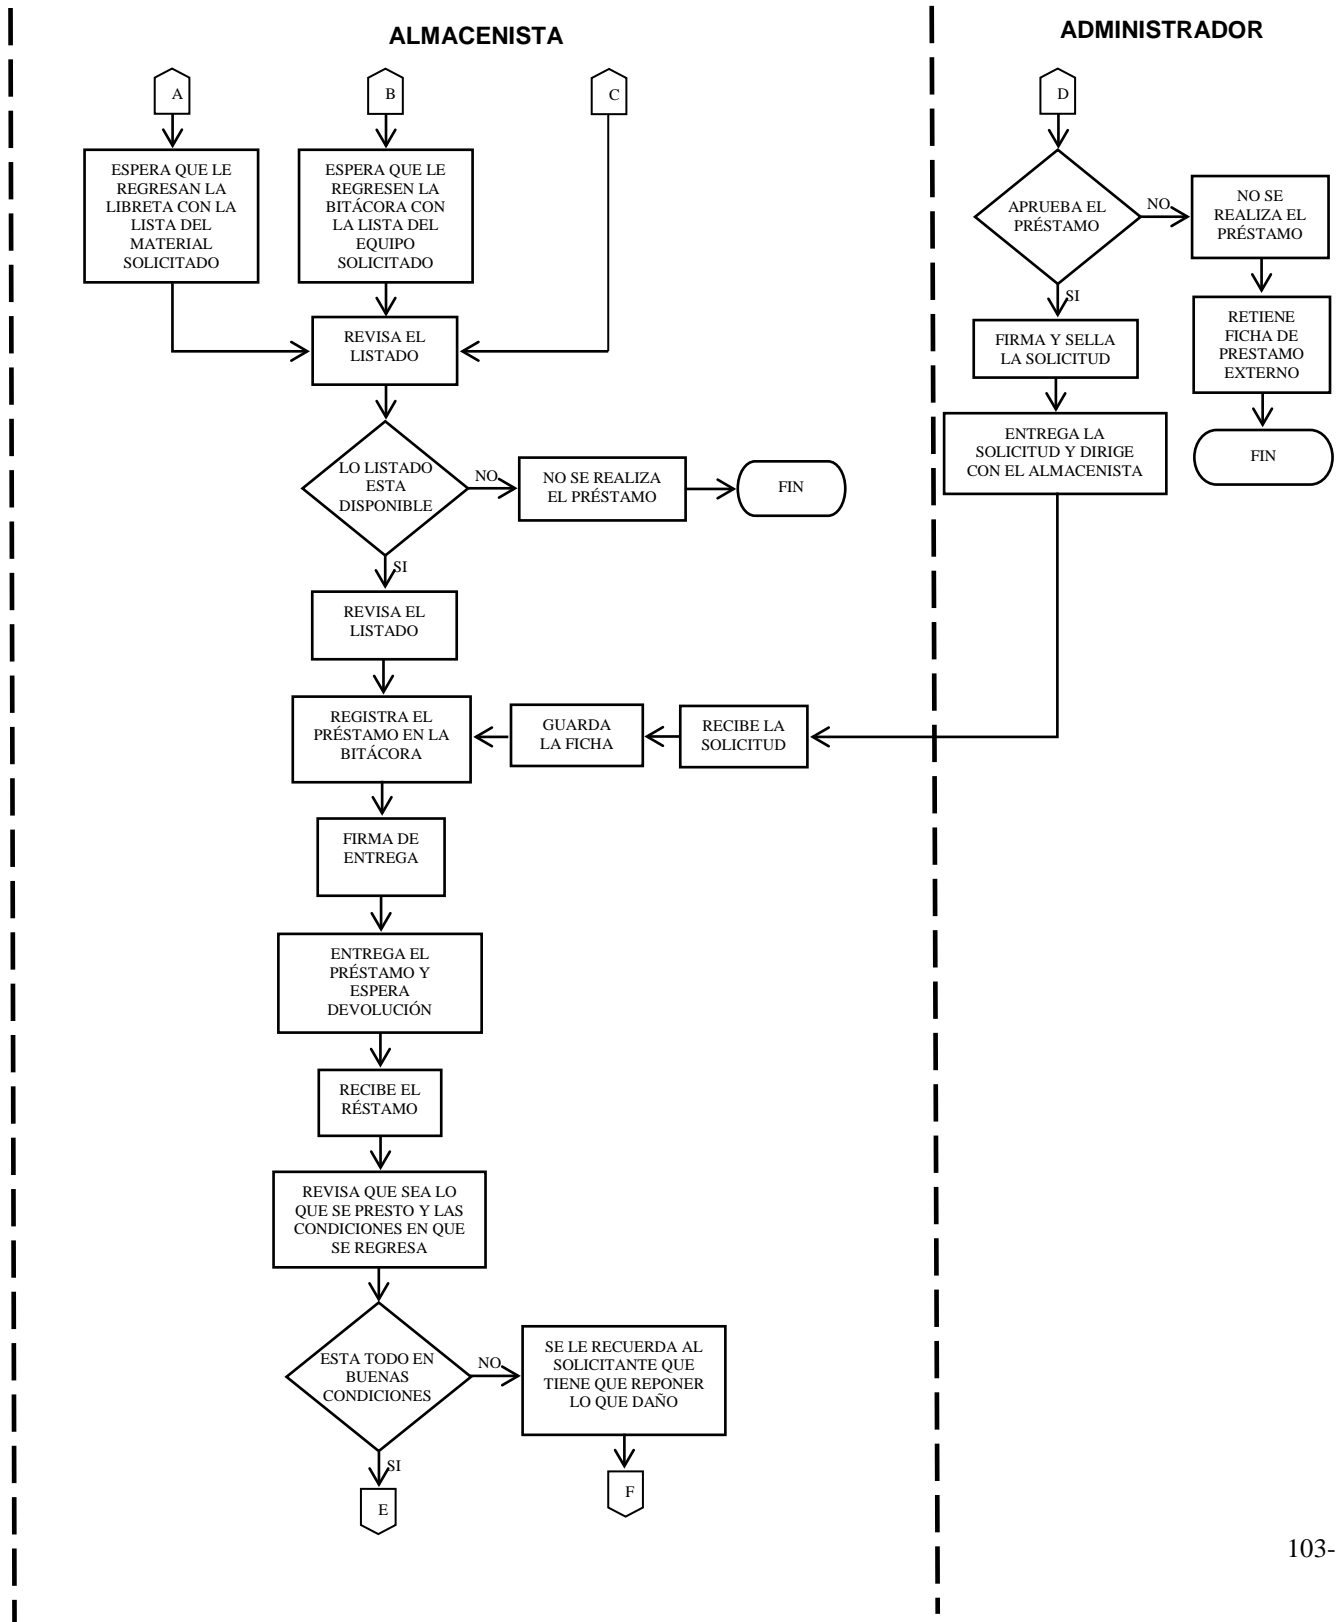 ALMACENISTA
A
B
C
ESPERA QUE LE
REGRESAN LA
LIBRETA CON LA
LISTA DEL
MATERIAL
SOLICITADO
ESPERA QUE LE
REGRESEN LA
BITÁCORA CON
LA LISTA DEL
EQUIPO
SOLICITADO
REVISA EL
LISTADO
LO LISTADO
ESTA
DISPONIBLE
NO
NO SE REALIZA
EL PRÉSTAMO
FIN
SI
REVISA EL
LISTADO
REGISTRA EL
PRÉSTAMO EN LA
BITÁCORA
GUARDA
LA FICHA
RECIBE LA
SOLICITUD
FIRMA DE
ENTREGA
ENTREGA EL
PRÉSTAMO Y
ESPERA
DEVOLUCIÓN
RECIBE EL
RÉSTAMO
REVISA QUE SEA LO
QUE SE PRESTO Y LAS
CONDICIONES EN QUE
SE REGRESA
ESTA TODO EN
BUENAS
CONDICIONES
NO
SE LE RECUERDA AL
SOLICITANTE QUE
TIENE QUE REPONER
LO QUE DAÑO
SI
E
F
ADMINISTRADOR
D
APRUEBA EL
PRÉSTAMO
NO
NO SE
REALIZA EL
PRÉSTAMO
SI
FIRMA Y SELLA
LA SOLICITUD
RETIENE
FICHA DE
PRESTAMO
EXTERNO
ENTREGA LA
SOLICITUD Y DIRIGE
CON EL ALMACENISTA
FIN
103-